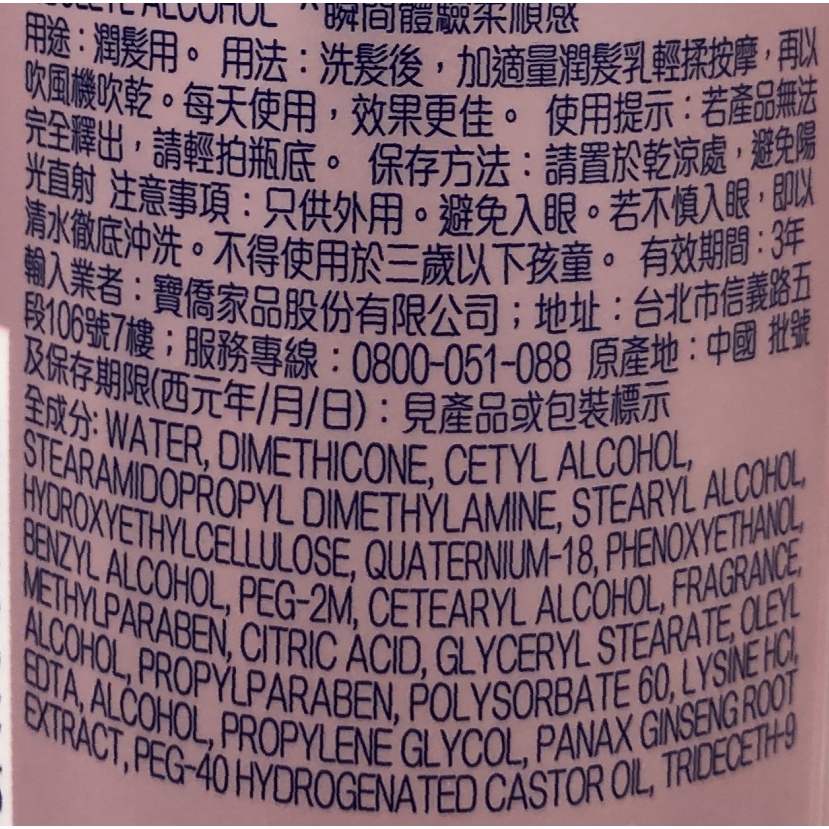 ALCOHOL ^瞬間體驗柔順感
用途：潤髮用。 用法：洗髮後，加適量潤髮乳輕揉按摩，再以
吹風機吹乾。每天使用，效果更佳。 使用提示：若產品無法
完全釋出，請輕拍瓶底。 保存方法：請置於乾涼處，避免陽
光直射 注意事項：只供外用。避免入眼。若不慎入眼，即以
清水徹底沖洗。不得使用於三歲以下孩童。 有效期間：3年
輸入業者：寶僑家品股份有限公司；地址：台北市信義路五
段106號7樓；服務專線：0800-051-088 原產地：中國 批號
及保存期限(西元年/月/日)：見產品或包裝標示
全成分: WATER, DIMETHICONE, CETYL ALCOHOL,
STEARAMIDOPROPYL DIMETHYLAMINE, STEARYL ALCOHOL,
HYDROXYETHYLCELLULOSE, QUATERNIUM-18, PHENOXYETHANOL,
BENZYL ALCOHOL, PEG-2M, CETEARYL ALCOHOL, FRAGRANCE,
METHYLPARABEN, CITRIC ACID, GLYCERYL STEARATE, OLEYL
ALCOHOL, PROPYLPARABEN, POLYSORBATE 60, LYSINE HCl,
EDTA, ALCOHOL, PROPYLENE GLYCOL, PANAX GINSENG ROOT
EXTRACT, PEG-40 HYDROGENATED CASTOR OIL, TRIDECETH-9